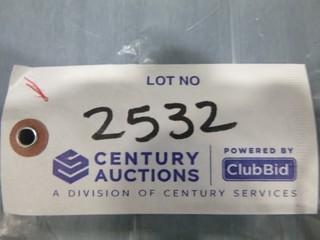 LOT NO
2532
CENTURY AUCTIONS
POWERED BY ClubBid
A DIVISION OF CENTURY SERVICES